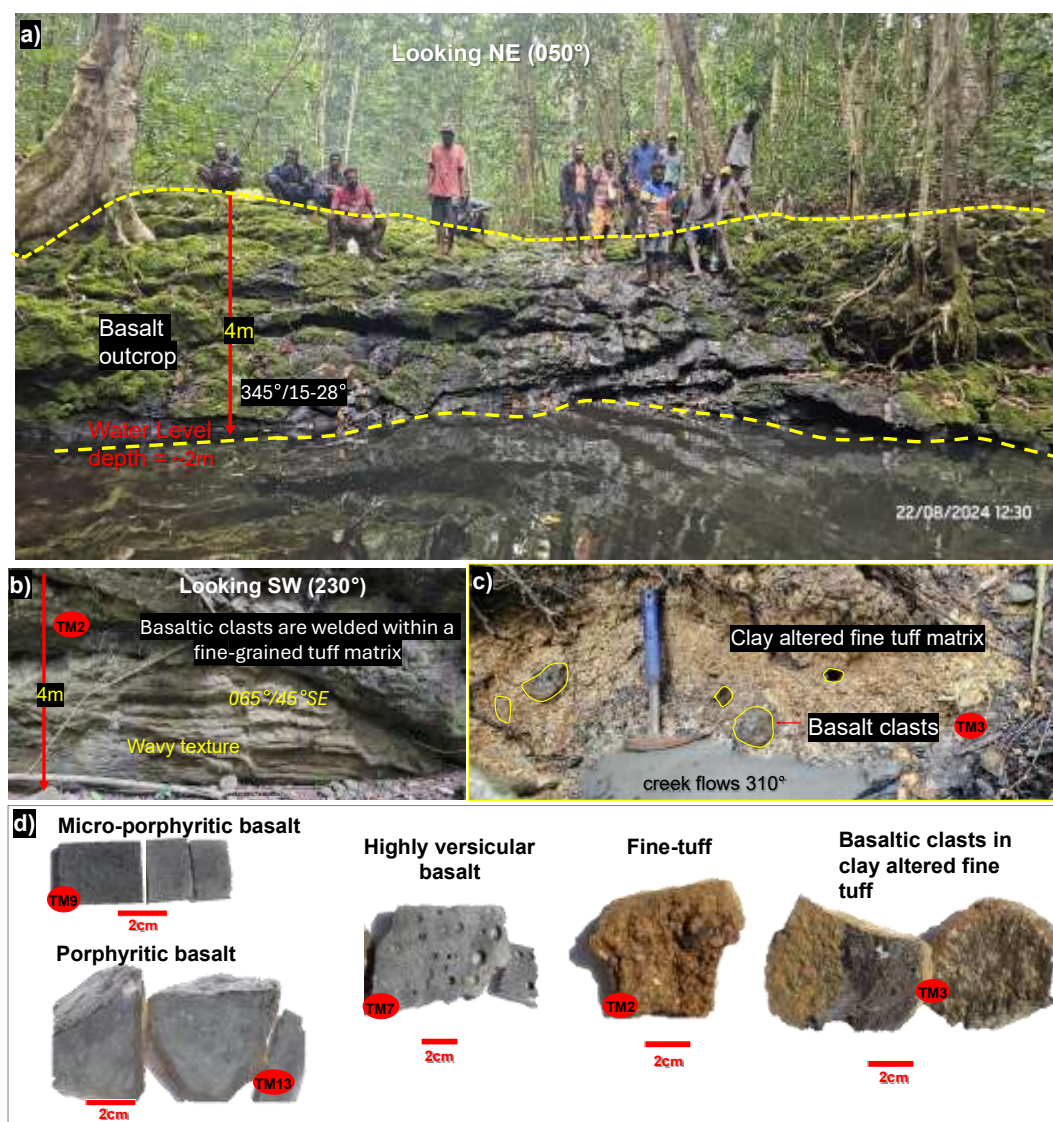 a)
Looking NE (050°)
Basalt
outcrop
4m
345°/15-28°
Water Level
depth = ~2m
22/08/2024 12:30
b)
Looking SW (230°)
TM2
Basaltic clasts are welded within a
fine-grained tuff matrix
4m
065°/45°SE
Wavy texture
c)
Clay altered fine tuff matrix
Basalt clasts
TM3
creek flows 310°
d)
Micro-porphyritic basalt
TM9
2cm
Porphyritic basalt
TM13
2cm
Highly versicular
basalt
TM7
2cm
Fine-tuff
TM2
2cm
Basaltic clasts in
clay altered fine
tuff
TM3
2cm